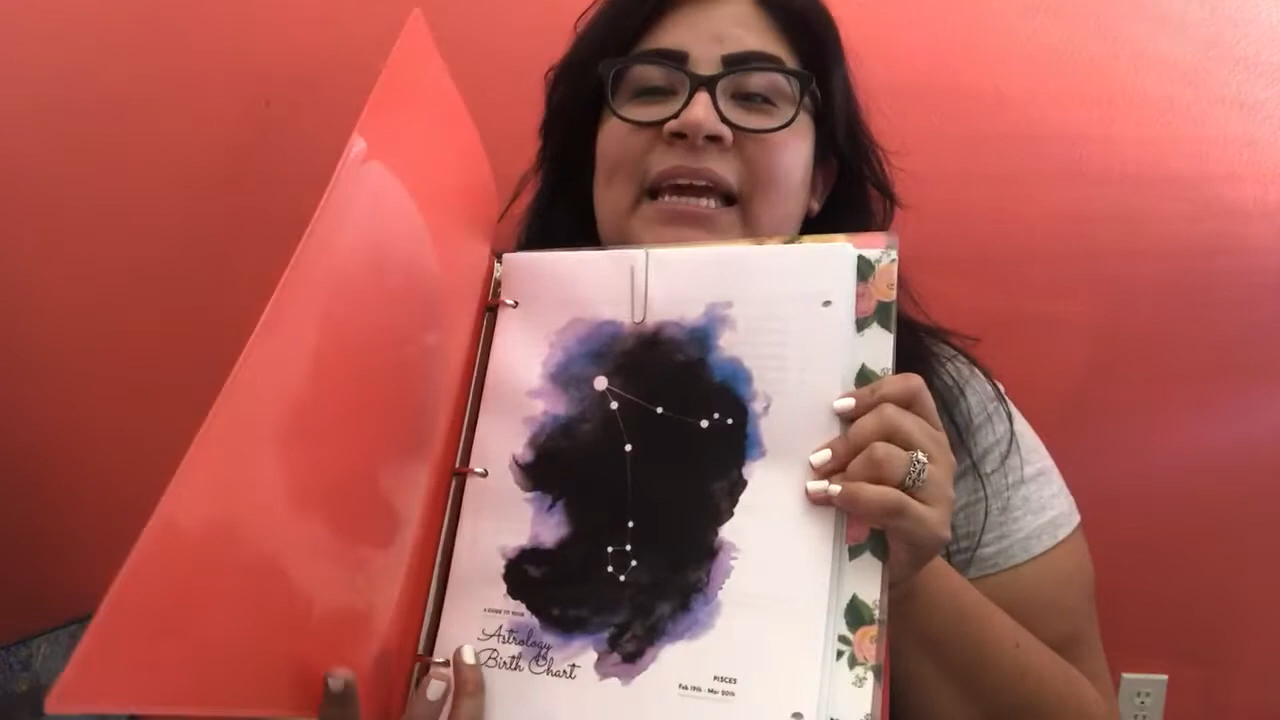 A GUIDE TO YOUR
Astrology
Birth Chart
PISCES
Feb 19th - Mar 20th